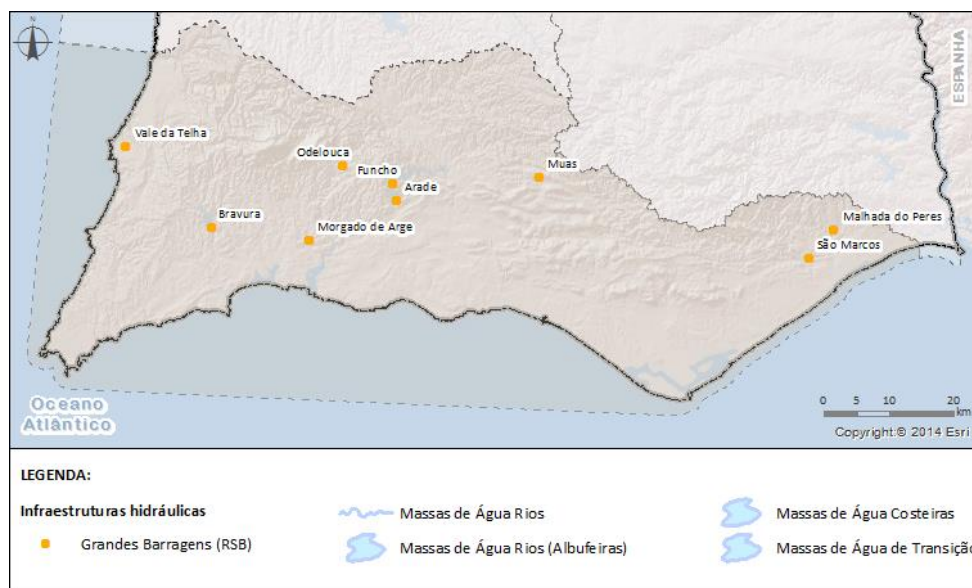 N
ESPANHA
Vale da Telha
Odelouca
Funcho
Arade
Muas
Bravura
Morgado de Arge
Malhada do Peres
São Marcos
Oceano
Atlântico
0 5 10 20
km
Copyright:© 2014 Esri
LEGENDA:
Infraestruturas hidráulicas
Grandes Barragens (RSB)
Massas de Água Rios
Massas de Água Rios (Albufeiras)
Massas de Água Costeiras
Massas de Água de Transição